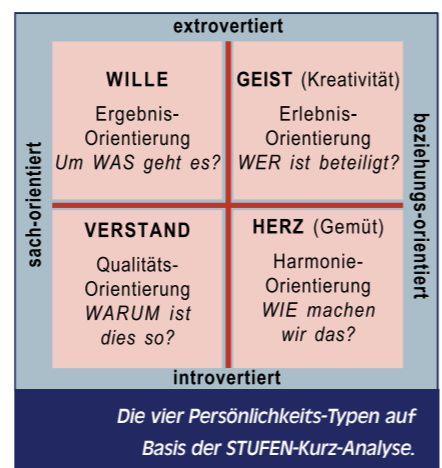 extrovertiert
sach-orientiert
WILLE
Ergebnis-
Orientierung
Um WAS geht es?
GEIST (Kreativität)
Erlebnis-
Orientierung
WER ist beteiligt?
beziehungs-orientiert
VERSTAND
Qualitäts-
Orientierung
WARUM ist
dies so?
HERZ (Gemüt)
Harmonie-
Orientierung
WIE machen
wir das?
introvertiert
Die vier Persönlichkeits-Typen auf
Basis der STUFEN-Kurz-Analyse.